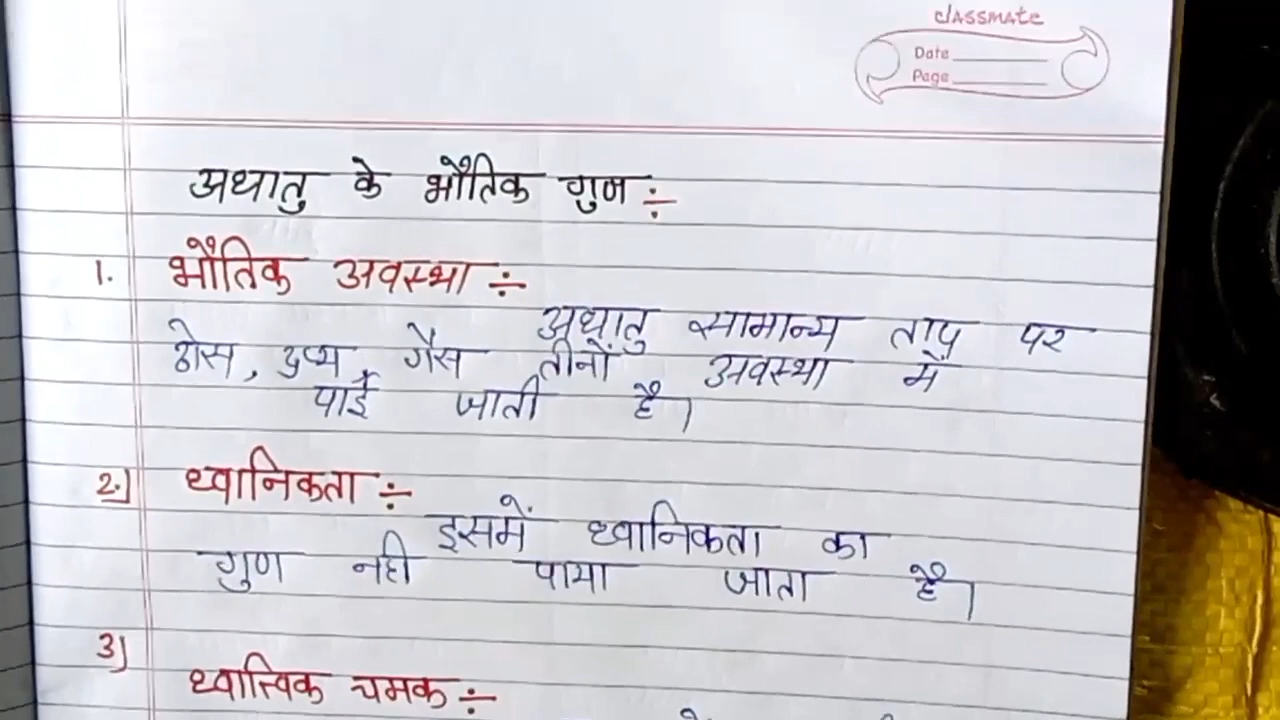 classmate
Date
Page
अधातु के भौतिक गुण ÷
1. भौतिक अवस्था ÷
अधातु सामान्य ताप पर
ठोस, द्रव्य, गैस तीनों अवस्था में
पाई जाती है।
2.) ध्वानिकता ÷
इसमें ध्वानिकता का
गुण नही पाया जाता है।
3)
ध्वात्विक चमक ÷